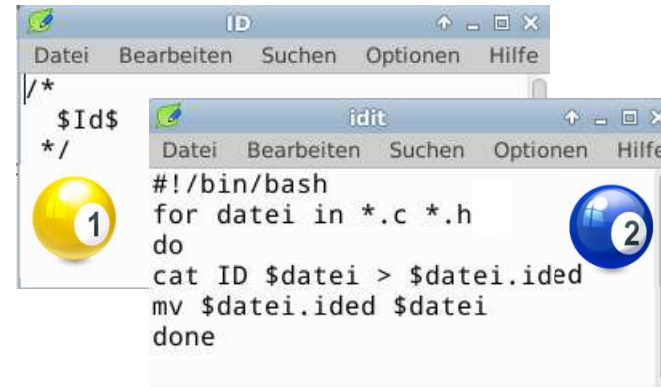 ID
Datei Bearbeiten Suchen Optionen Hilfe
/*
$Id$
*/
1
idit
Datei Bearbeiten Suchen Optionen Hilfe
#!/bin/bash
for datei in *.c *.h
do
cat ID $datei > $datei.ided
mv $datei.ided $datei
done
2